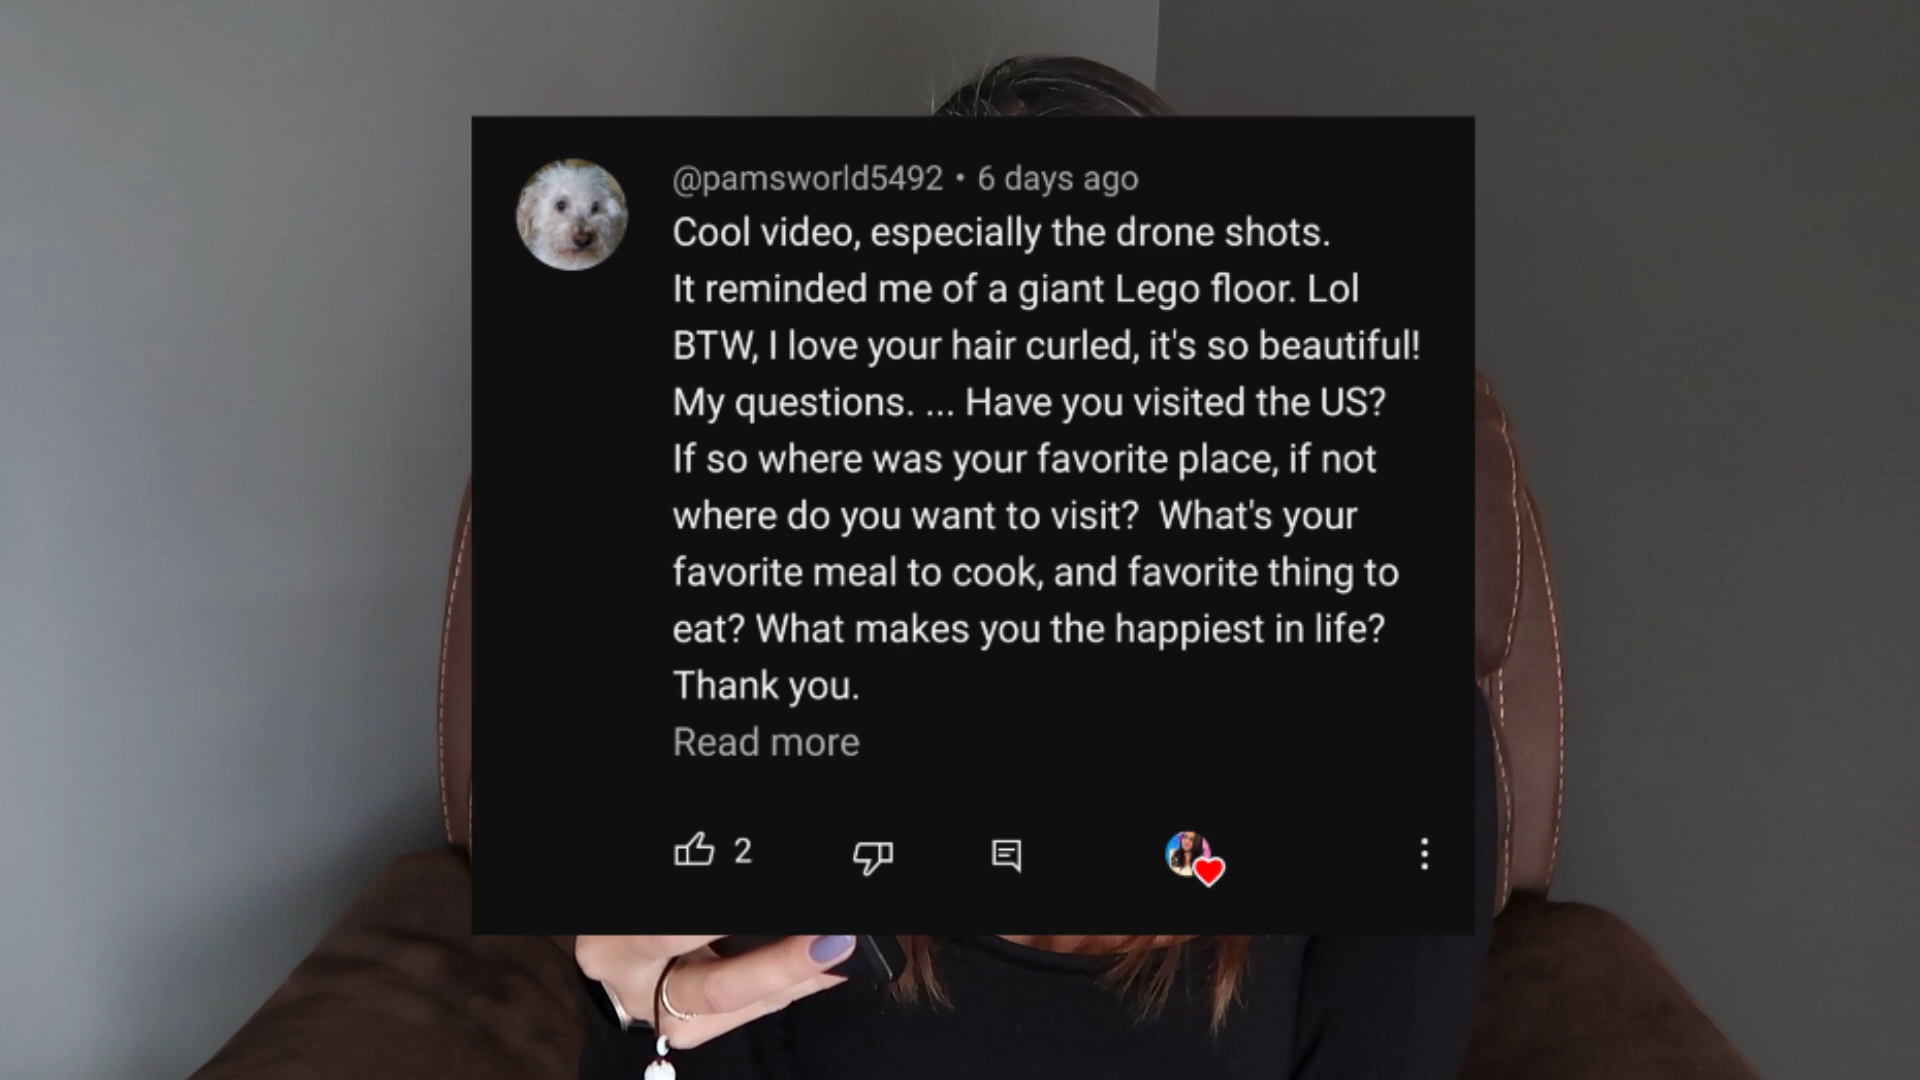 @pamsworld5492 • 6 days ago
Cool video, especially the drone shots.
It reminded me of a giant Lego floor. Lol
BTW, I love your hair curled, it's so beautiful!
My questions. ... Have you visited the US?
If so where was your favorite place, if not
where do you want to visit?  What's your
favorite meal to cook, and favorite thing to
eat? What makes you the happiest in life?
Thank you.
Read more
2